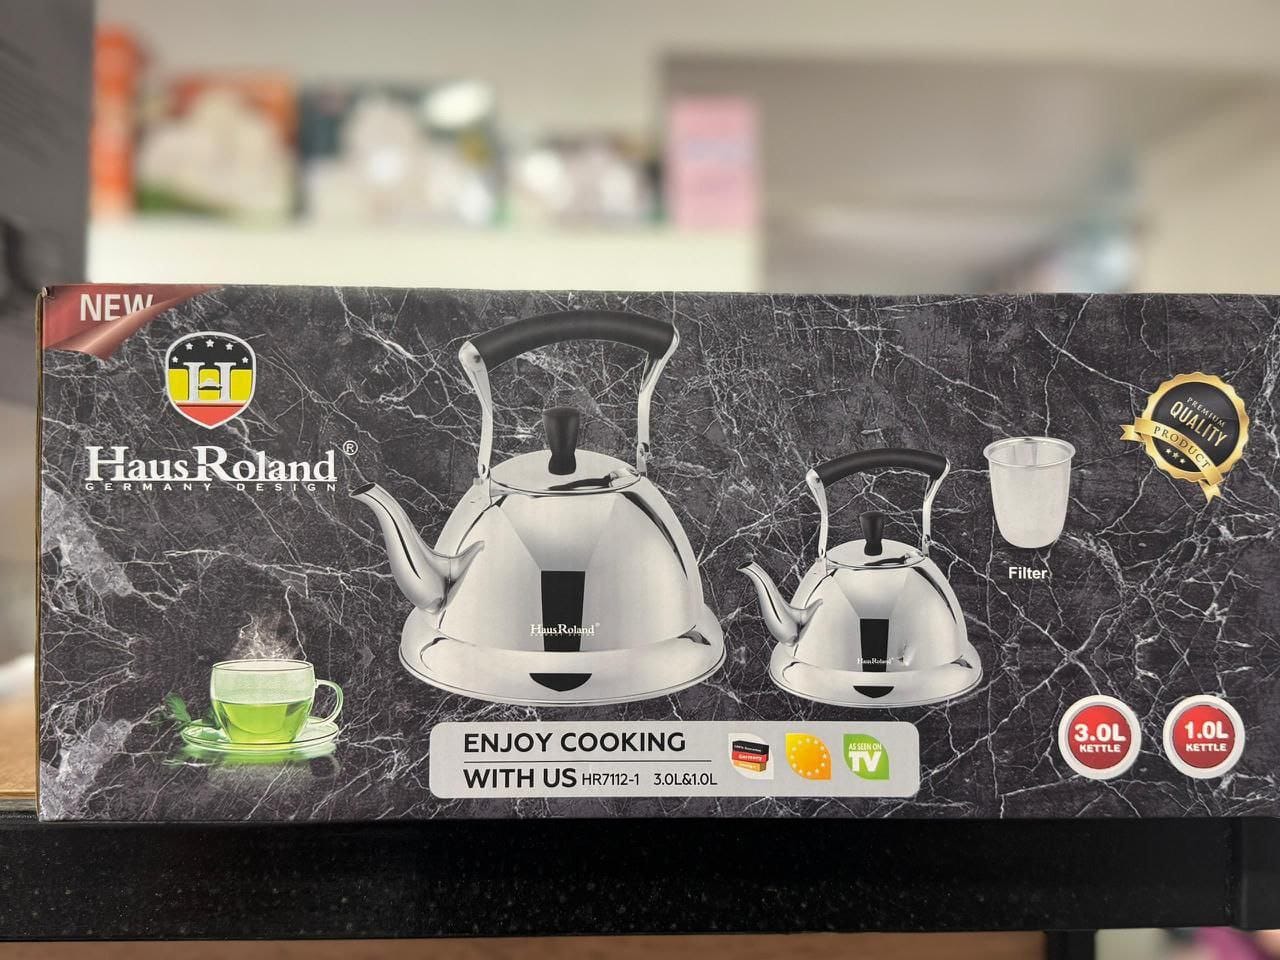 NEW
H
HausRoland®
GERMANY DESIGN
HausRoland®
HausRoland®
Filter
PREMIUM
QUALITY
PRODUCT
3.0L
KETTLE
1.0L
KETTLE
ENJOY COOKING
WITH US HR7112-1 3.0L&1.0L
Germany
AS SEEN ON
TV